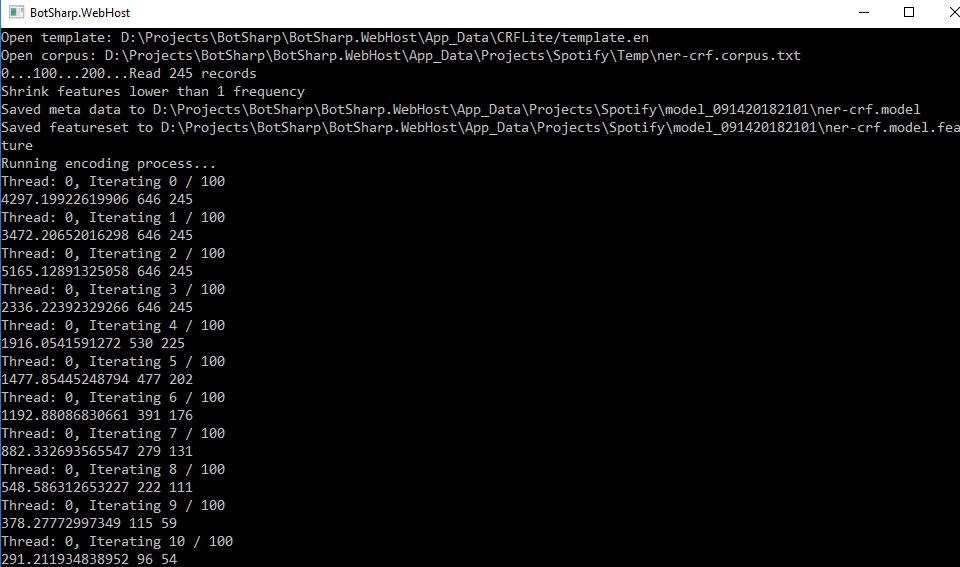 BotSharp.WebHost
Open template: D:\Projects\BotSharp\BotSharp.WebHost\App_Data\CRFLite/template.en
Open corpus: D:\Projects\BotSharp\BotSharp.WebHost\App_Data\Projects\Spotify\Temp\ner-crf.corpus.txt
0...100...200...Read 245 records
Shrink features lower than 1 frequency
Saved meta data to D:\Projects\BotSharp\BotSharp.WebHost\App_Data\Projects\Spotify\model_091420182101\ner-crf.model
Saved featureset to D:\Projects\BotSharp\BotSharp.WebHost\App_Data\Projects\Spotify\model_091420182101\ner-crf.model.fea
ture
Running encoding process...
Thread: 0, Iterating 0 / 100
4297.19922619906 646 245
Thread: 0, Iterating 1 / 100
3472.20652016298 646 245
Thread: 0, Iterating 2 / 100
5165.12891325058 646 245
Thread: 0, Iterating 3 / 100
2336.22392329266 646 245
Thread: 0, Iterating 4 / 100
1916.0541591272 530 225
Thread: 0, Iterating 5 / 100
1477.85445248794 477 202
Thread: 0, Iterating 6 / 100
1192.88086830661 391 176
Thread: 0, Iterating 7 / 100
882.332693565547 279 131
Thread: 0, Iterating 8 / 100
548.586312653227 222 111
Thread: 0, Iterating 9 / 100
378.27772997349 115 59
Thread: 0, Iterating 10 / 100
291.211934838952 96 54